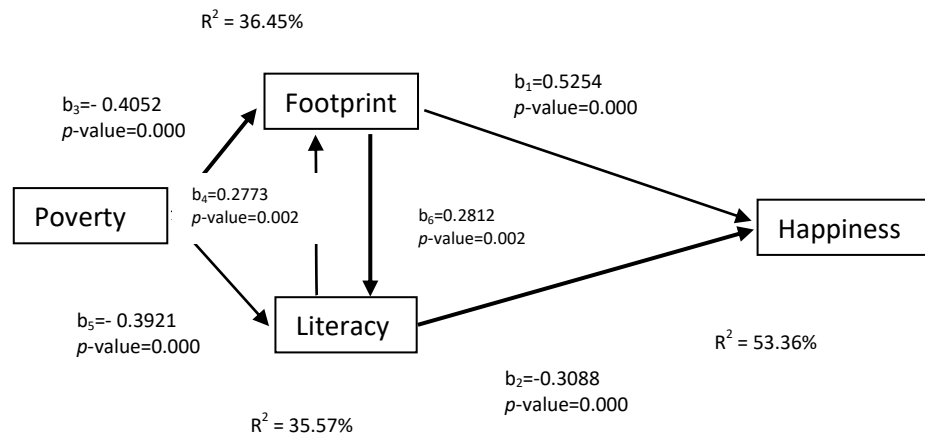 R² = 36.45%
b₁=0.5254
p-value=0.000
Footprint
b₃=- 0.4052
p-value=0.000
b₄=0.2773
p-value=0.002
Poverty
b₆=0.2812
p-value=0.002
Happiness
b₅=- 0.3921
p-value=0.000
Literacy
R² = 53.36%
b₂=-0.3088
p-value=0.000
R² = 35.57%